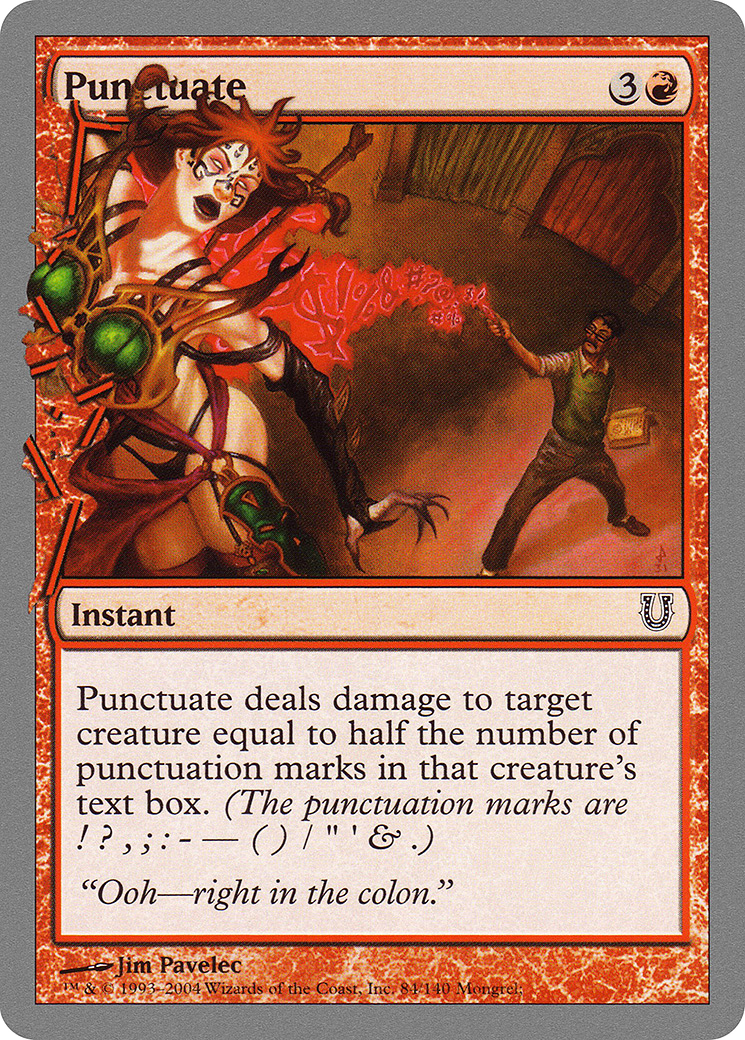 Punctuate
3
Instant
Punctuate deals damage to target
creature equal to half the number of
punctuation marks in that creature's
text box. (The punctuation marks are
! ? , ; : - — ( ) / " ' & .)
“Ooh—right in the colon.”
Jim Pavelec
™ & © 1993–2004 Wizards of the Coast, Inc. 84/140 Mongrel;